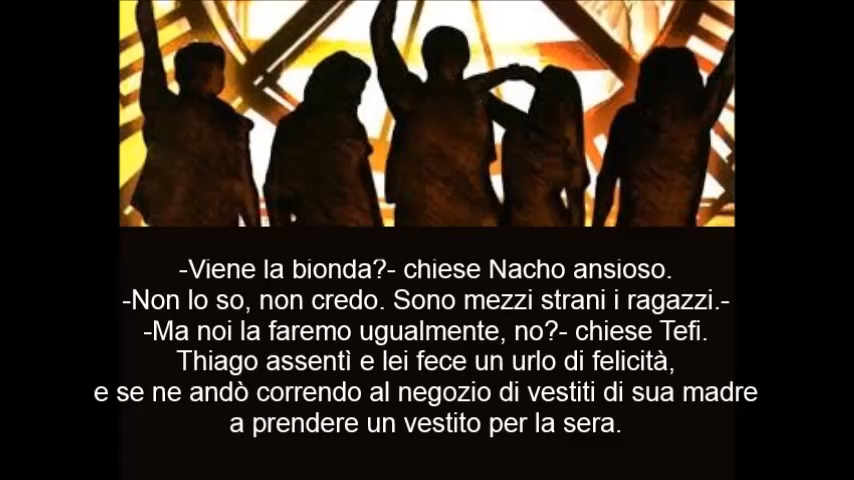 -Viene la bionda?- chiese Nacho ansioso.
-Non lo so, non credo. Sono mezzi strani i ragazzi.-
-Ma noi la faremo ugualmente, no?- chiese Tefi.
Thiago assentì e lei fece un urlo di felicità,
e se ne andò correndo al negozio di vestiti di sua madre
a prendere un vestito per la sera.